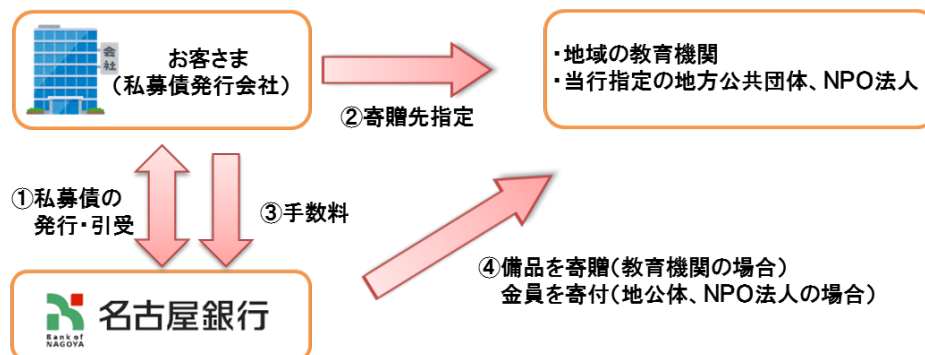 会社
お客さま
（私募債発行会社）
②寄贈先指定
・地域の教育機関
・当行指定の地方公共団体、NPO法人
①私募債の
発行・引受
③手数料
④備品を寄贈（教育機関の場合）
金員を寄付（地公体、NPO法人の場合）
Bank of
NAGOYA
名古屋銀行